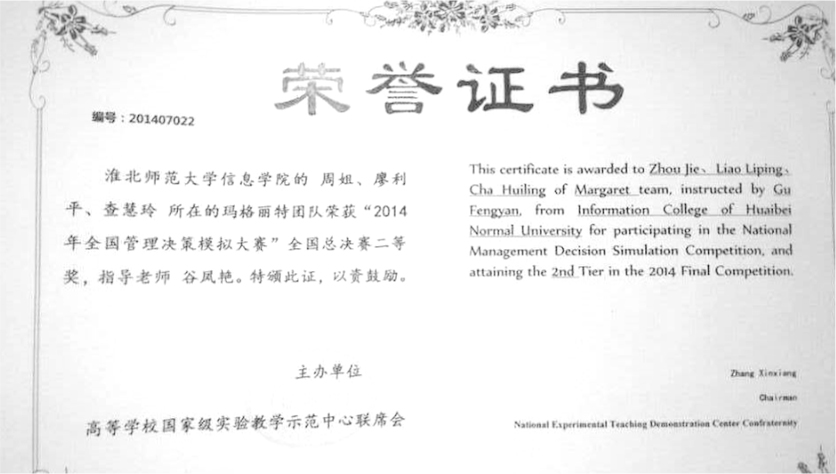 荣誉证书
编号：201407022
淮北师范大学信息学院的 周姐、廖利
平、查慧玲 所在的玛格丽特团队荣获“2014
年全国管理决策模拟大赛”全国总决赛二等
奖，指导老师 谷凤艳。特颁此证，以资鼓励。
主办单位
高等学校国家级实验教学示范中心联席会
This certificate is awarded to Zhou Jie、Liao Liping、
Cha Huiling of Margaret team, instructed by Gu
Fengyan, from Information College of Huaibei
Normal University for participating in the National
Management Decision Simulation Competition, and
attaining the 2nd Tier in the 2014 Final Competition.
Zhang Xinxiang
Chairman
National Experimental Teaching Demonstration Center Confraternity